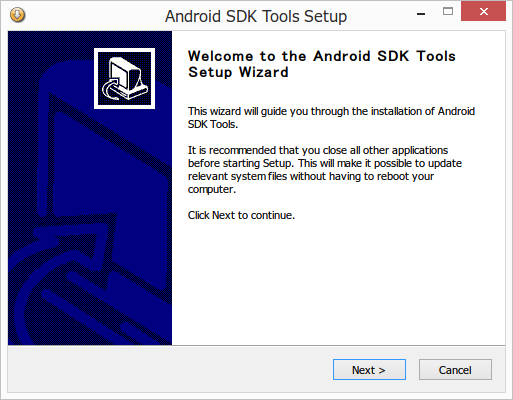 Android SDK Tools Setup
Welcome to the Android SDK Tools
Setup Wizard
This wizard will guide you through the installation of Android
SDK Tools.
It is recommended that you close all other applications
before starting Setup. This will make it possible to update
relevant system files without having to reboot your
computer.
Click Next to continue.
Next >
Cancel